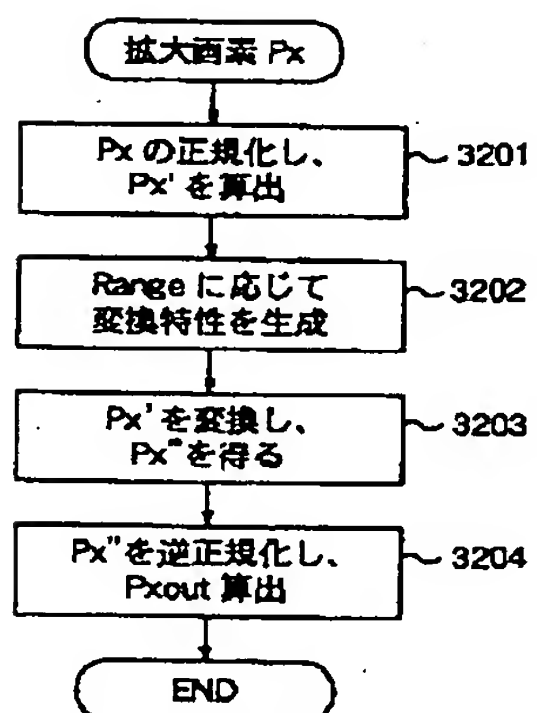 拡大画素 Px
Px の正規化し、
Px' を算出
3201
Range に応じて
変換特性を生成
3202
Px' を変換し、
Px" を得る
3203
Px" を逆正規化し、
Pxout 算出
3204
END